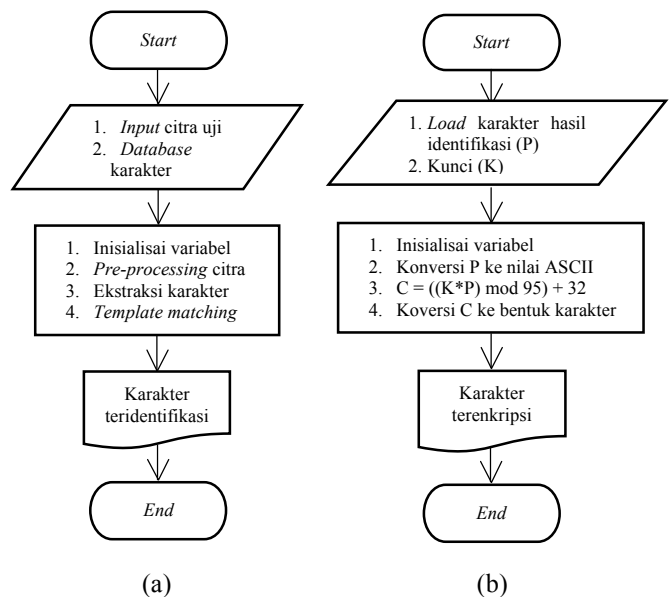 Start
1. Input citra uji
2. Database
karakter
1. Inisialisai variabel
2. Pre-processing citra
3. Ekstraksi karakter
4. Template matching
Karakter
teridentifikasi
End
(a)
Start
1. Load karakter hasil
identifikasi (P)
2. Kunci (K)
1. Inisialisai variabel
2. Konversi P ke nilai ASCII
3. C = ((K*P) mod 95) + 32
4. Koversi C ke bentuk karakter
Karakter
terenkripsi
End
(b)